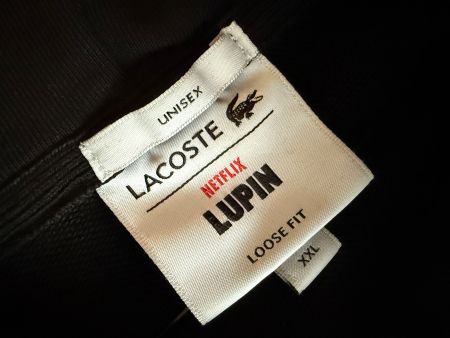 UNISEX
LACOSTE
NETFLIX
LUPIN
LOOSE FIT
XXL